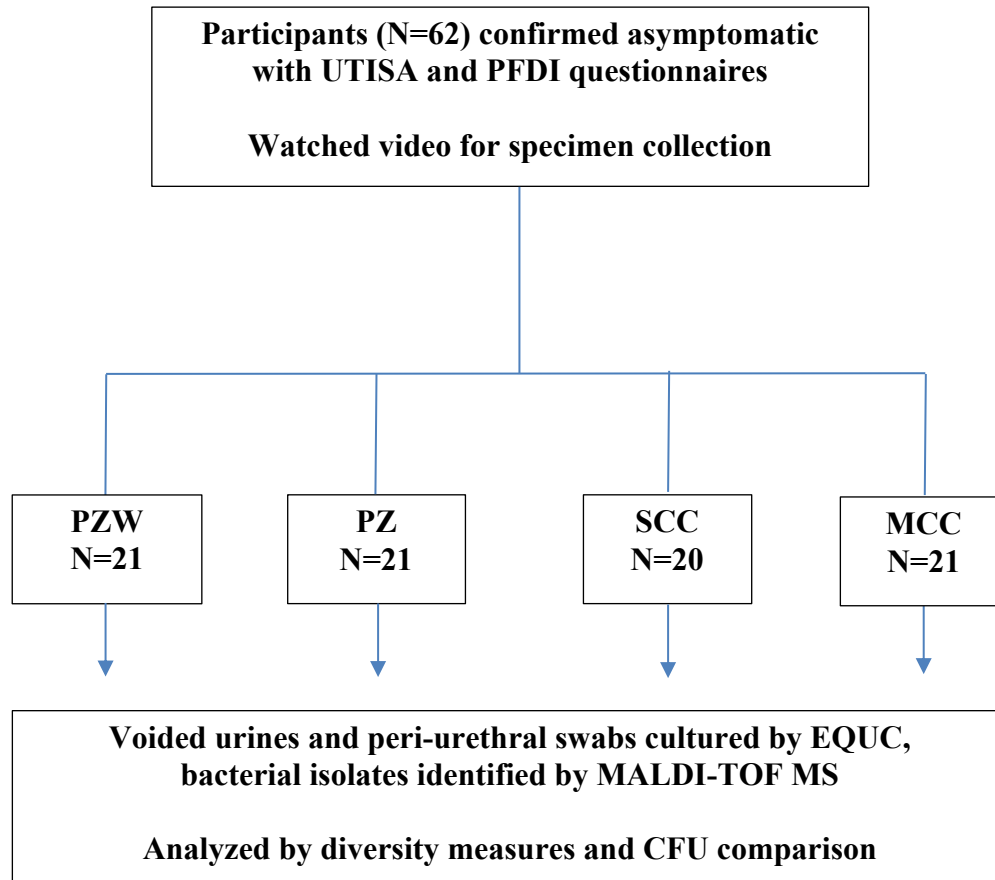 Participants (N=62) confirmed asymptomatic
with UTISA and PFDI questionnaires
Watched video for specimen collection
PZW
N=21
PZ
N=21
SCC
N=20
MCC
N=21
Voided urines and peri-urethral swabs cultured by EQUC,
bacterial isolates identified by MALDI-TOF MS
Analyzed by diversity measures and CFU comparison